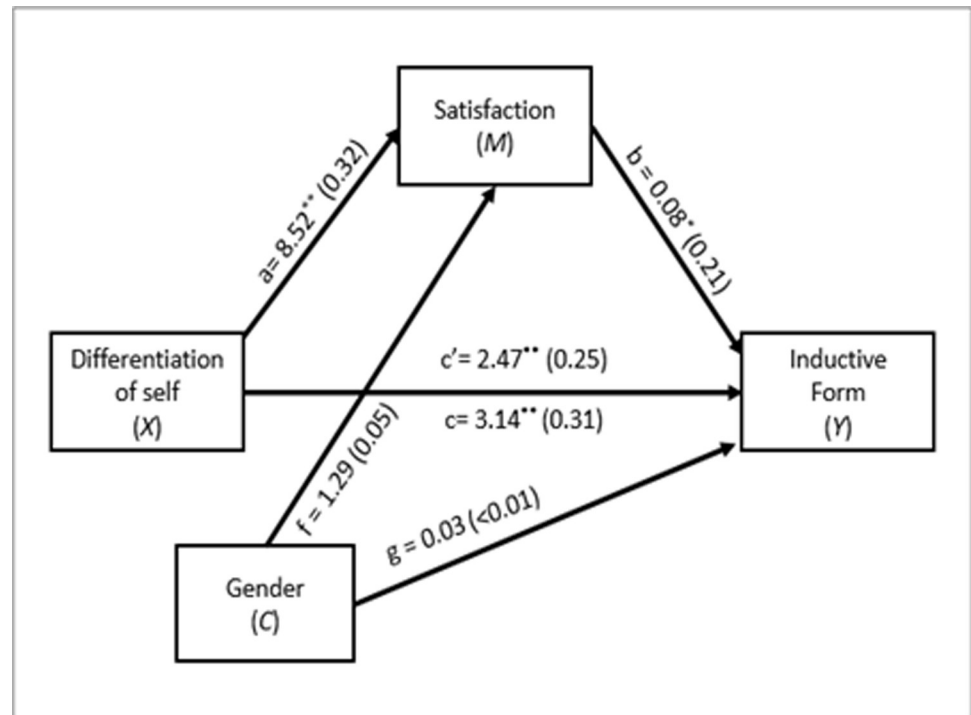 Satisfaction
(M)
a= 8.52** (0.32)
b = 0.08* (0.21)
Differentiation
of self
(X)
c’= 2.47** (0.25)
c= 3.14** (0.31)
Inductive
Form
(Y)
f = 1.29 (0.05)
g = 0.03 (<0.01)
Gender
(C)